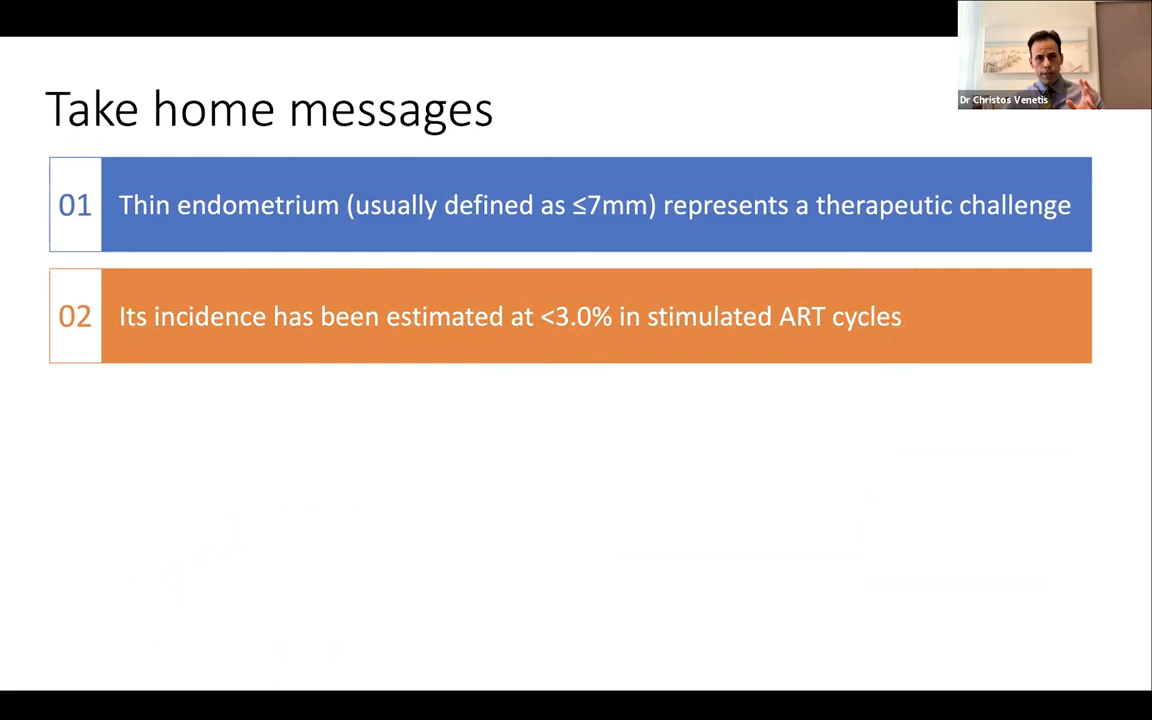 Dr Christos Venetis
Take home messages
01 Thin endometrium (usually defined as ≤7mm) represents a therapeutic challenge
02 Its incidence has been estimated at <3.0% in stimulated ART cycles